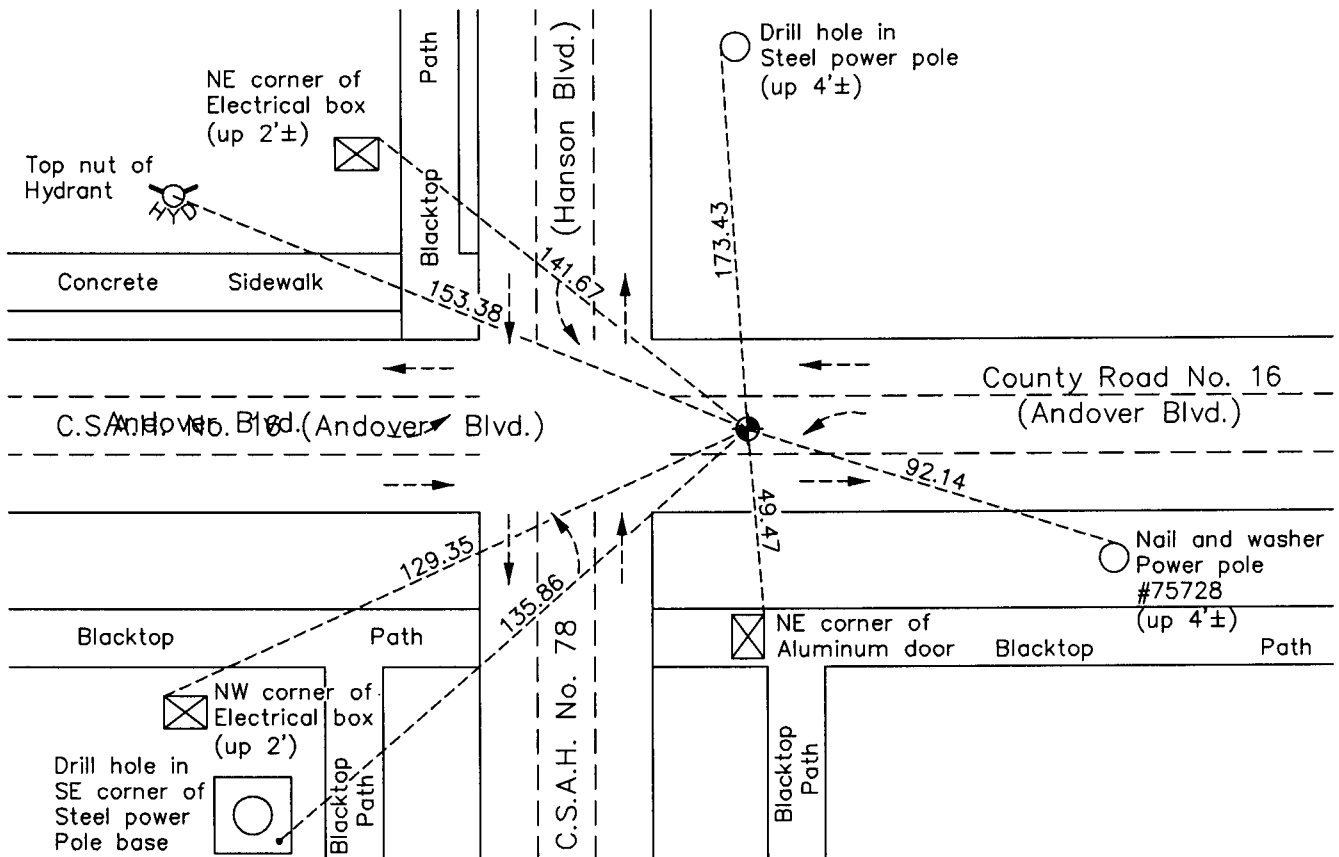 Path
Blacktop
(Hanson Blvd.)
Drill hole in
Steel power pole
(up 4'±)
NE corner of
Electrical box
(up 2'±)
Top nut of
Hydrant
HYD
Concrete Sidewalk
141.67
153.38
173.43
County Road No. 16
(Andover Blvd.)
Andover Blvd.
C.S.A.H. No. 16 (Andover Blvd.)
92.14
49.47
129.35
135.86
Nail and washer
Power pole
#75728
(up 4'±)
Blacktop Path
NE corner of
Aluminum door
Blacktop Path
NW corner of
Electrical box
(up 2')
C.S.A.H. No. 78
Drill hole in
SE corner of
Steel power
Pole base
Blacktop
Path
Blacktop
Path